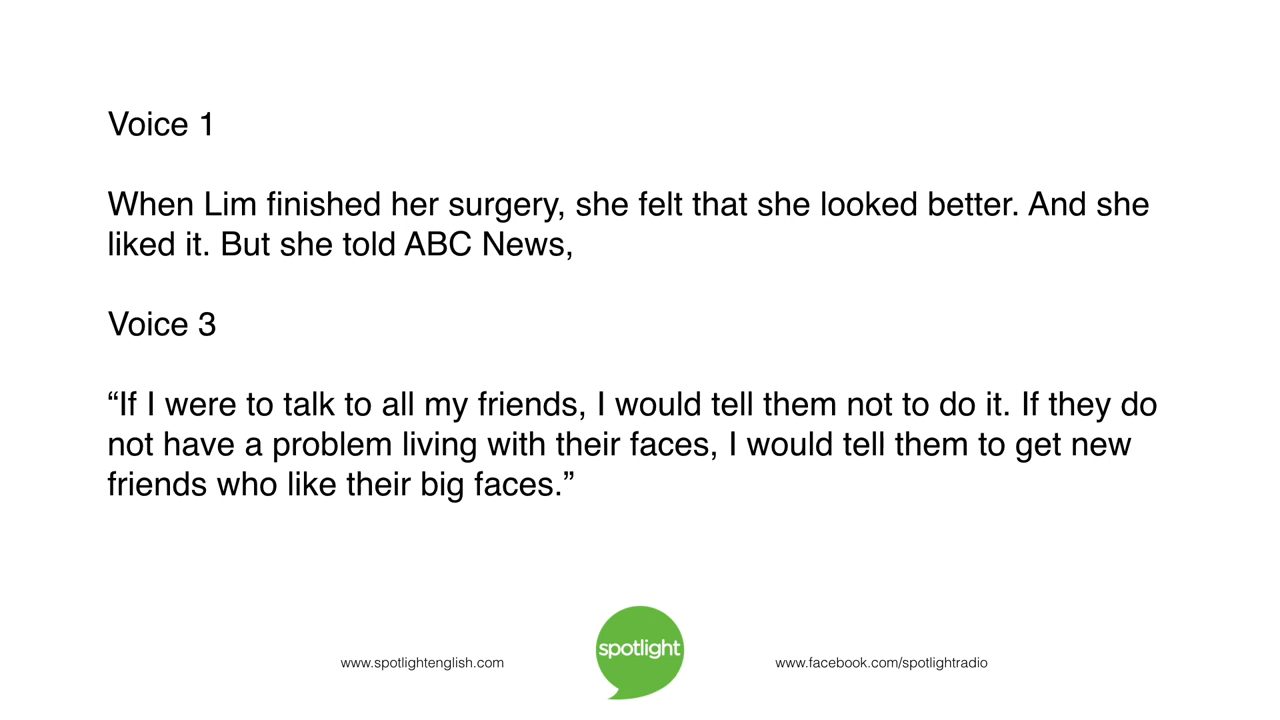 Voice 1
When Lim finished her surgery, she felt that she looked better. And she
liked it. But she told ABC News,
Voice 3
“If I were to talk to all my friends, I would tell them not to do it. If they do
not have a problem living with their faces, I would tell them to get new
friends who like their big faces.”
www.spotlightenglish.com
spotlight
www.facebook.com/spotlightradio